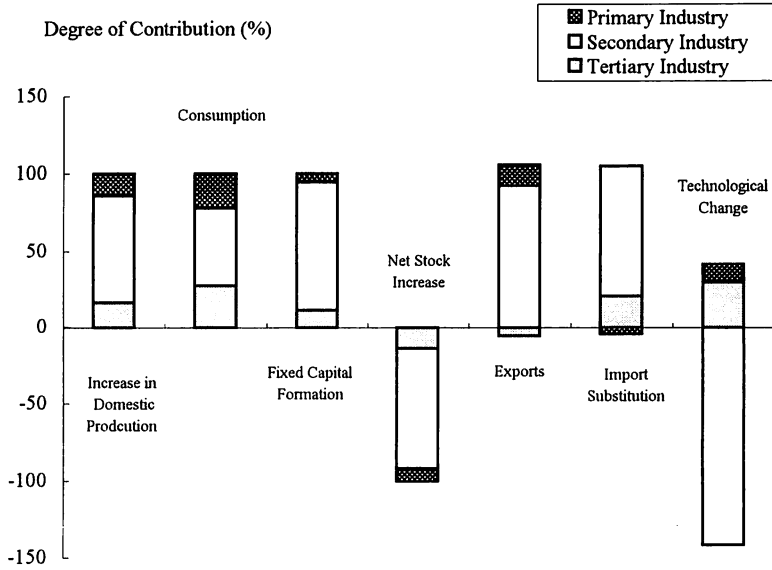 Degree of Contribution (%)
Primary Industry
Secondary Industry
Tertiary Industry
150
100
50
0
-50
-100
-150
Consumption
Technological
Change
Net Stock
Increase
Increase in
Domestic
Prodcution
Fixed Capital
Formation
Exports
Import
Substitution